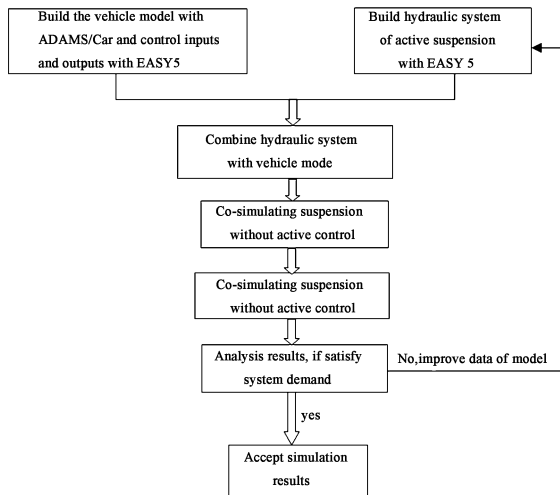 Build the vehicle model with
ADAMS/Car and control inputs
and outputs with EASY5
Build hydraulic system
of active suspension
with EASY 5
Combine hydraulic system
with vehicle mode
Co-simulating suspension
without active control
Co-simulating suspension
without active control
Analysis results, if satisfy
system demand
No,improve data of model
yes
Accept simulation
results